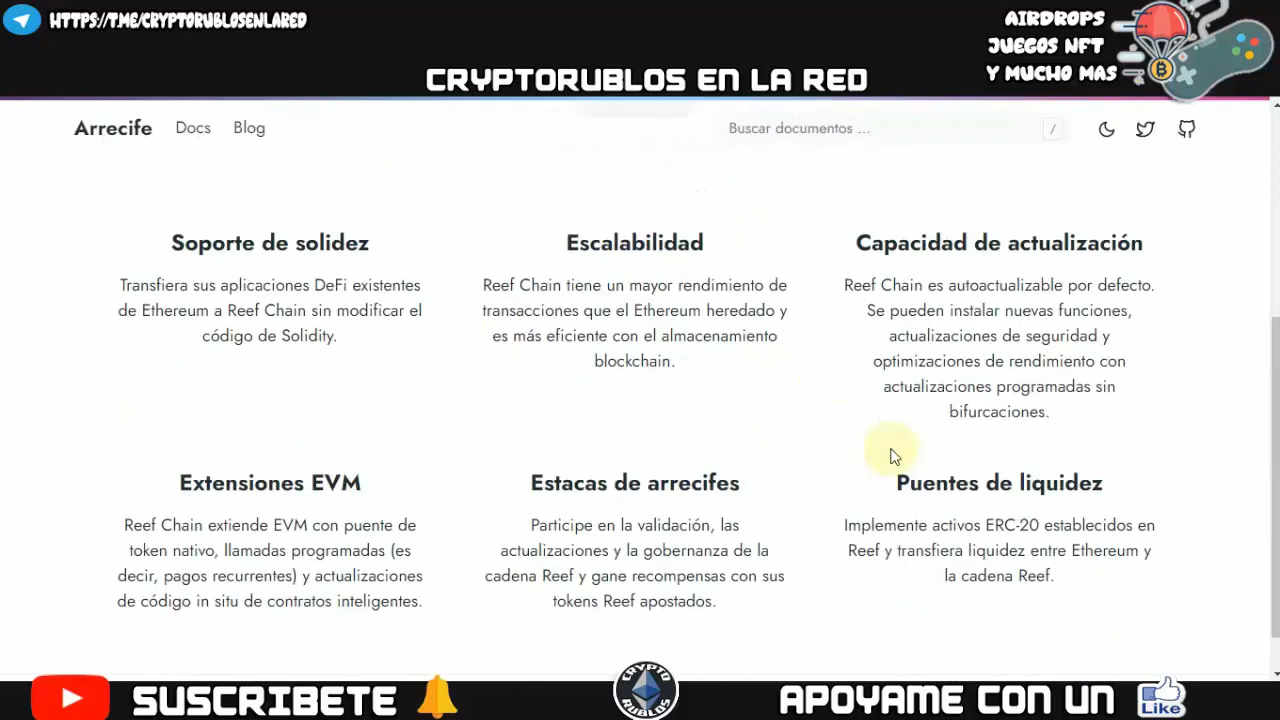 HTTPS://T.ME/CRYPTORUBLOSENLARED
AIRDROPS
JUEGOS NFT
Y MUCHO MAS
CRYPTORUBLOS EN LA RED
Arrecife Docs Blog Buscar documentos ... /
Soporte de solidez
Transfiera sus aplicaciones DeFi existentes
de Ethereum a Reef Chain sin modificar el
código de Solidity.
Escalabilidad
Reef Chain tiene un mayor rendimiento de
transacciones que el Ethereum heredado y
es más eficiente con el almacenamiento
blockchain.
Capacidad de actualización
Reef Chain es autoactualizable por defecto.
Se pueden instalar nuevas funciones,
actualizaciones de seguridad y
optimizaciones de rendimiento con
actualizaciones programadas sin
bifurcaciones.
Extensiones EVM
Reef Chain extiende EVM con puente de
token nativo, llamadas programadas (es
decir, pagos recurrentes) y actualizaciones
de código in situ de contratos inteligentes.
Estacas de arrecifes
Participe en la validación, las
actualizaciones y la gobernanza de la
cadena Reef y gane recompensas con sus
tokens Reef apostados.
Puentes de liquidez
Implemente activos ERC-20 establecidos en
Reef y transfiera liquidez entre Ethereum y
la cadena Reef.
SUSCRIBETE
CRYPTO
RUBLOS
APOYAME CON UN
Like